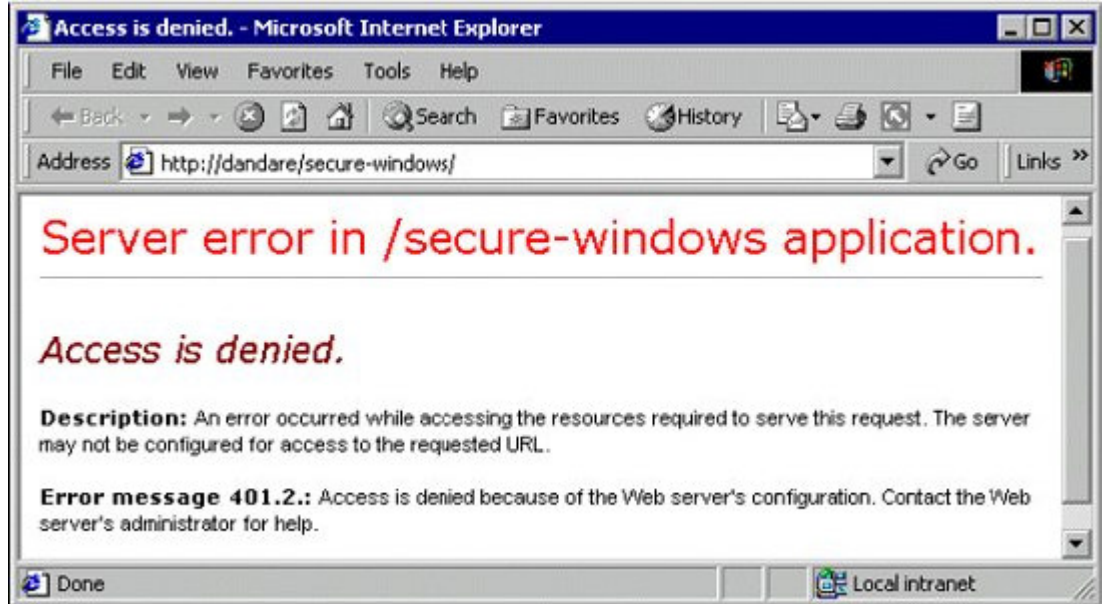 Access is denied. - Microsoft Internet Explorer
File Edit View Favorites Tools Help
Back Search Favorites History
Address http://dandare/secure-windows/ Go Links »
Server error in /secure-windows application.
Access is denied.
Description: An error occurred while accessing the resources required to serve this request. The server
may not be configured for access to the requested URL.
Error message 401.2.: Access is denied because of the Web server's configuration. Contact the Web
server's administrator for help.
Done Local intranet